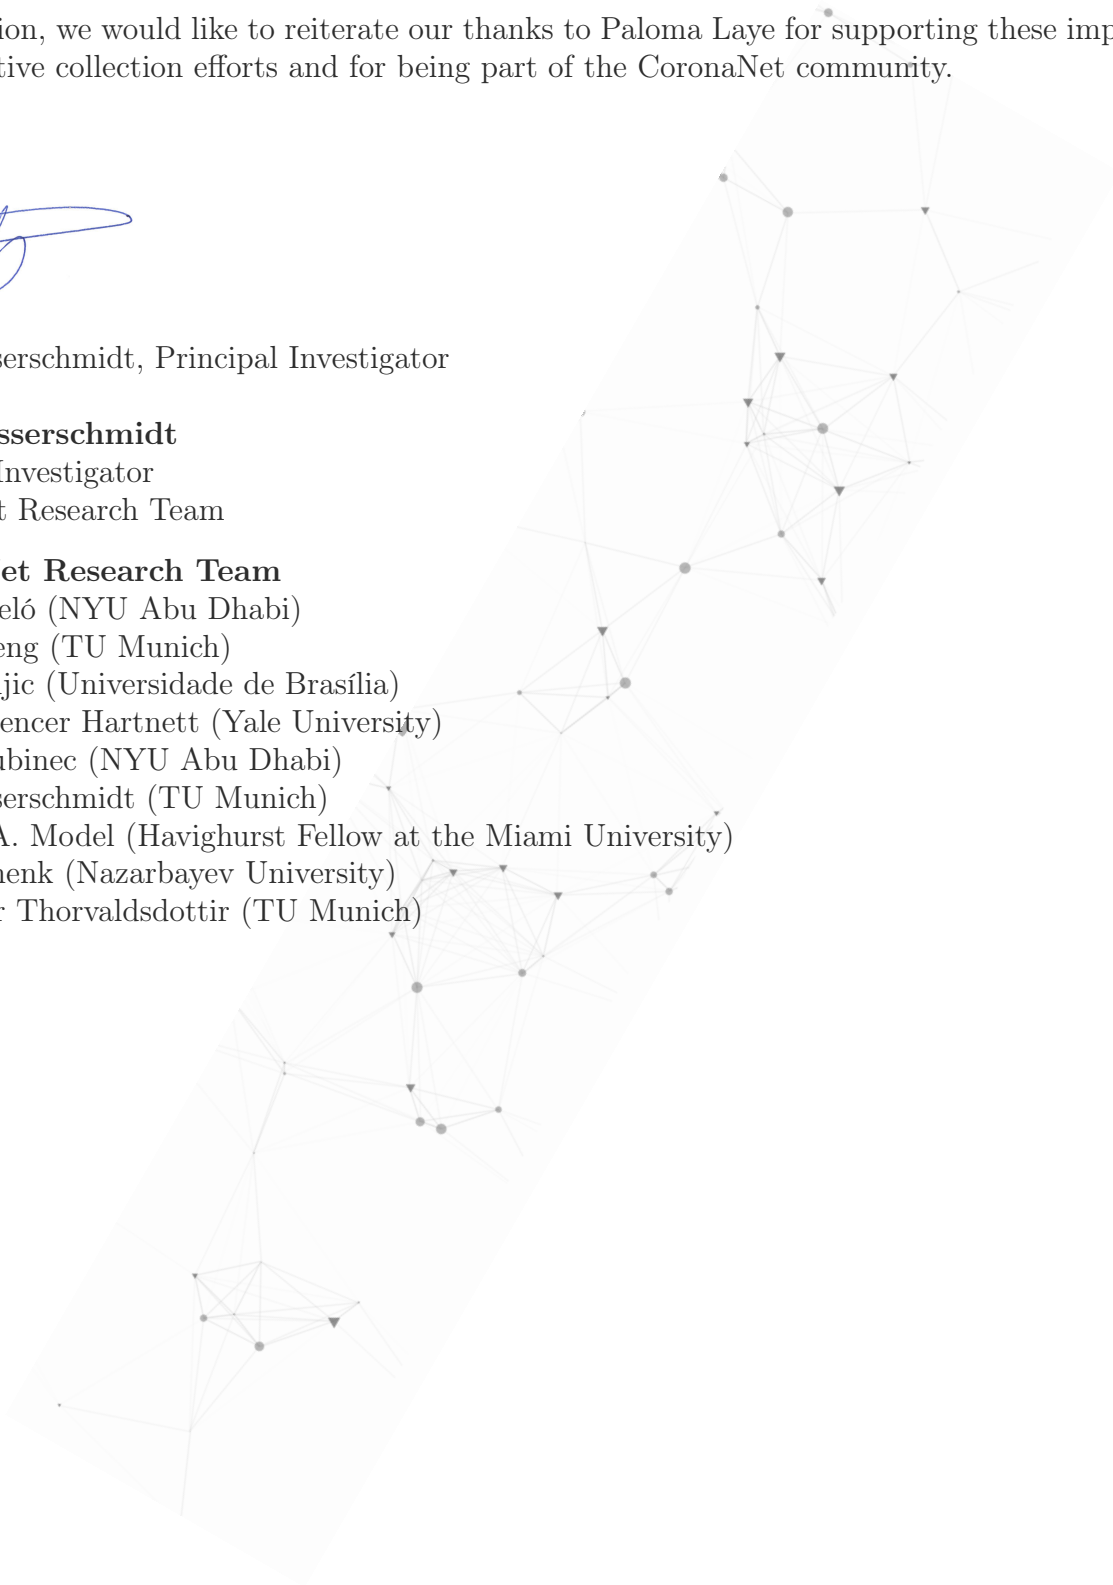 ion, we would like to reiterate our thanks to Paloma Laye for supporting these imp
tive collection efforts and for being part of the CoronaNet community.
serschmidt, Principal Investigator
sserschmidt
Investigator
t Research Team
et Research Team
eló (NYU Abu Dhabi)
eng (TU Munich)
jic (Universidade de Brasília)
encer Hartnett (Yale University)
ubinec (NYU Abu Dhabi)
serschmidt (TU Munich)
A. Model (Havighurst Fellow at the Miami University)
henk (Nazarbayev University)
r Thorvaldsdottir (TU Munich)